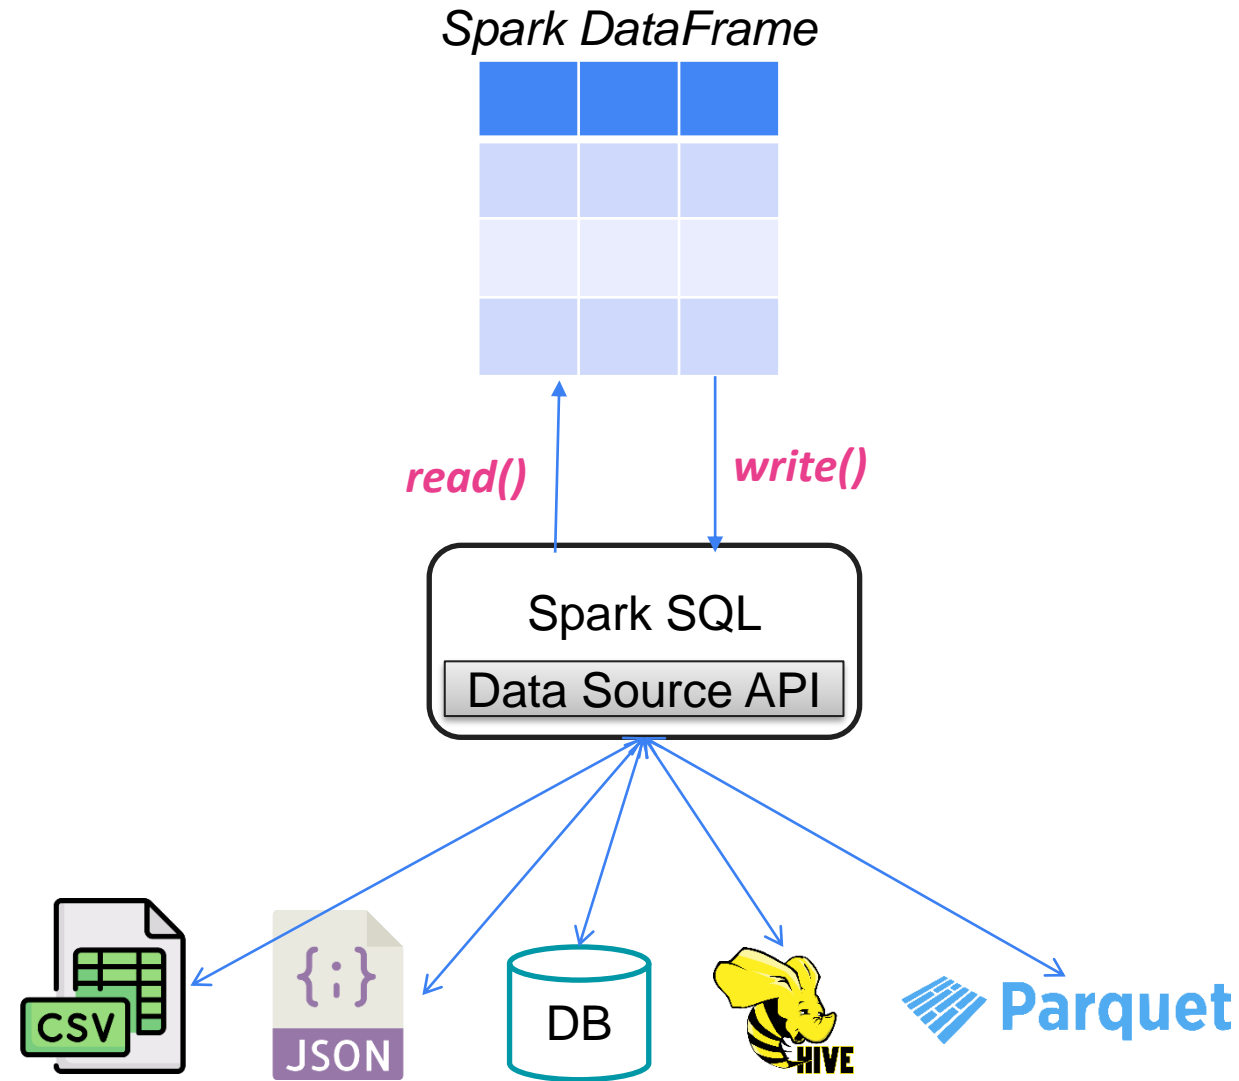 Spark DataFrame
read()
write()
Spark SQL
Data Source API
CSV
{;}
JSON
DB
HIVE
Parquet